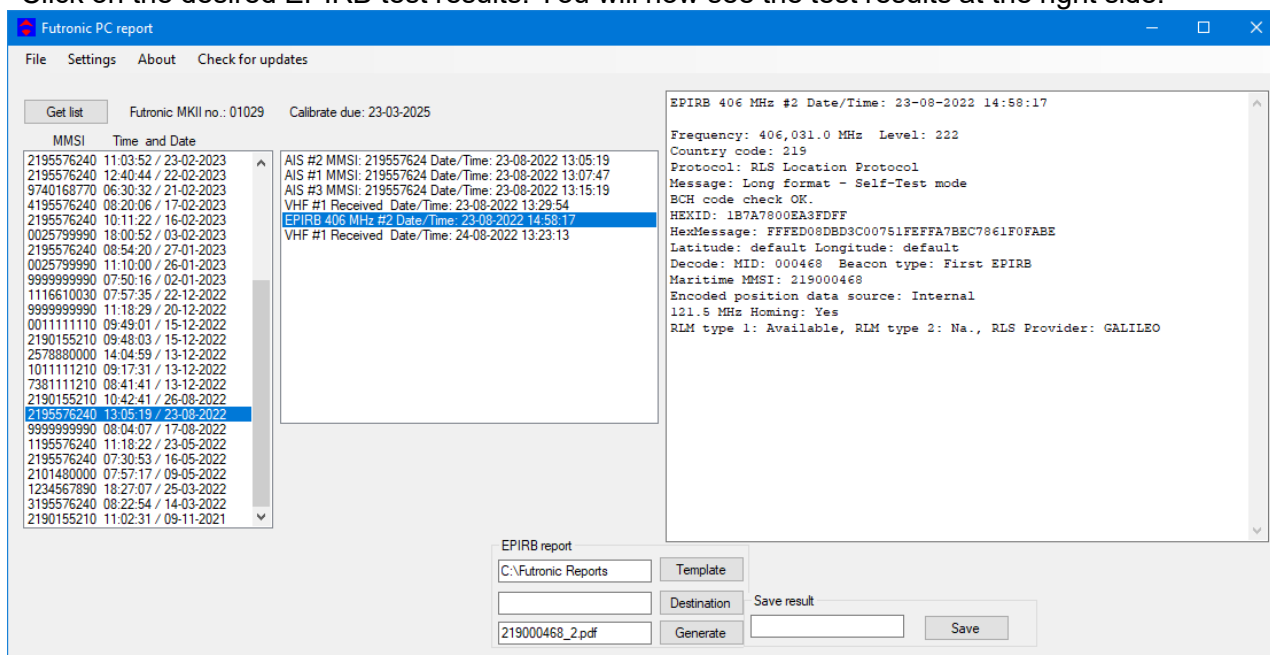 Click on the desired EPIRB test results. You will now see the test results at the right side.
Futronic PC report
File Settings About Check for updates
Get list Futronic MKII no.: 01029 Calibrate due: 23-03-2025
MMSI Time and Date
2195576240 11:03:52 / 23-02-2023
2195576240 12:40:44 / 22-02-2023
9740168770 06:30:32 / 21-02-2023
4195576240 08:20:06 / 17-02-2023
2195576240 10:11:22 / 16-02-2023
0025799990 18:00:52 / 03-02-2023
2195576240 08:54:20 / 27-01-2023
0025799990 11:10:00 / 26-01-2023
9999999990 07:50:16 / 02-01-2023
1116610030 07:57:35 / 22-12-2022
9999999990 11:18:29 / 20-12-2022
0011111110 09:49:01 / 15-12-2022
2190155210 09:48:03 / 15-12-2022
2578880000 14:04:59 / 13-12-2022
1011111210 09:17:31 / 13-12-2022
7381111210 08:41:41 / 13-12-2022
2190155210 10:42:41 / 26-08-2022
2195576240 13:05:19 / 23-08-2022
9999999990 08:04:07 / 17-08-2022
1195576240 11:18:22 / 23-05-2022
2195576240 07:30:53 / 16-05-2022
2101480000 07:57:17 / 09-05-2022
1234567890 18:27:07 / 25-03-2022
3195576240 08:22:54 / 14-03-2022
2190155210 11:02:31 / 09-11-2021
AIS #2 MMSI: 219557624 Date/Time: 23-08-2022 13:05:19
AIS #1 MMSI: 219557624 Date/Time: 23-08-2022 13:07:47
AIS #3 MMSI: 219557624 Date/Time: 23-08-2022 13:15:19
VHF #1 Received Date/Time: 23-08-2022 13:29:54
EPIRB 406 MHz #2 Date/Time: 23-08-2022 14:58:17
VHF #1 Received Date/Time: 24-08-2022 13:23:13
EPIRB 406 MHz #2 Date/Time: 23-08-2022 14:58:17
Frequency: 406,031.0 MHz Level: 222
Country code: 219
Protocol: RLS Location Protocol
Message: Long format - Self-Test mode
BCH code check OK.
HEXID: 1B7A7800EA3FDFF
HexMessage: FFFED08DBD3C00751FEFFA7BEC7861F0FABE
Latitude: default Longitude: default
Decode: MID: 000468 Beacon type: First EPIRB
Maritime MMSI: 219000468
Encoded position data source: Internal
121.5 MHz Homing: Yes
RLM type 1: Available, RLM type 2: Na., RLS Provider: GALILEO
EPIRB report
C:\Futronic Reports Template
Destination
219000468_2.pdf Generate
Save result
Save